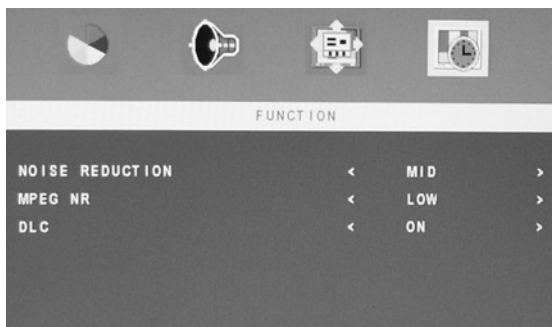 FUNCTION
NOISE REDUCTION < MID >
MPEG NR < LOW >
DLC < ON >